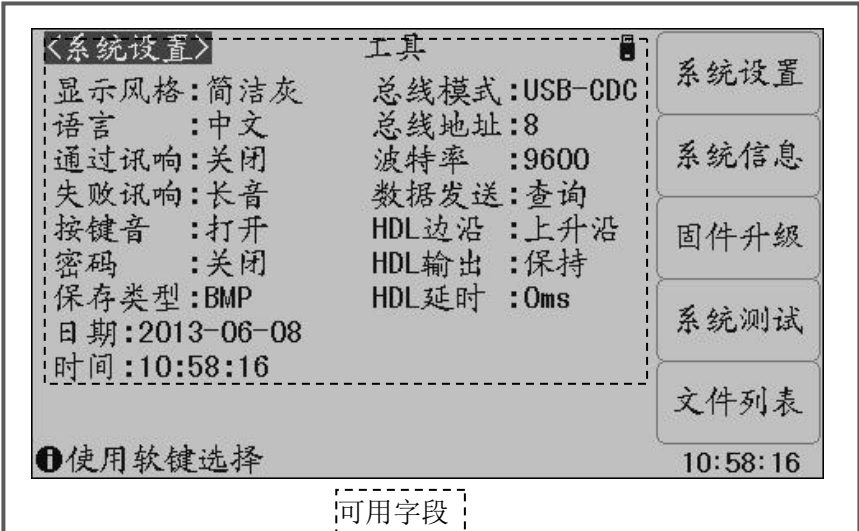 <系统设置> 工具
显示风格:简洁灰 总线模式:USB-CDC
语言 :中文 总线地址:8
通过讯响:关闭 波特率 :9600
失败讯响:长音 数据发送:查询
按键音 :打开 HDL边沿 :上升沿
密码 :关闭 HDL输出 :保持
保存类型:BMP HDL延时 :0ms
日期:2013-06-08
时间:10:58:16
系统设置
系统信息
固件升级
系统测试
文件列表
使用软键选择 10:58:16
可用字段